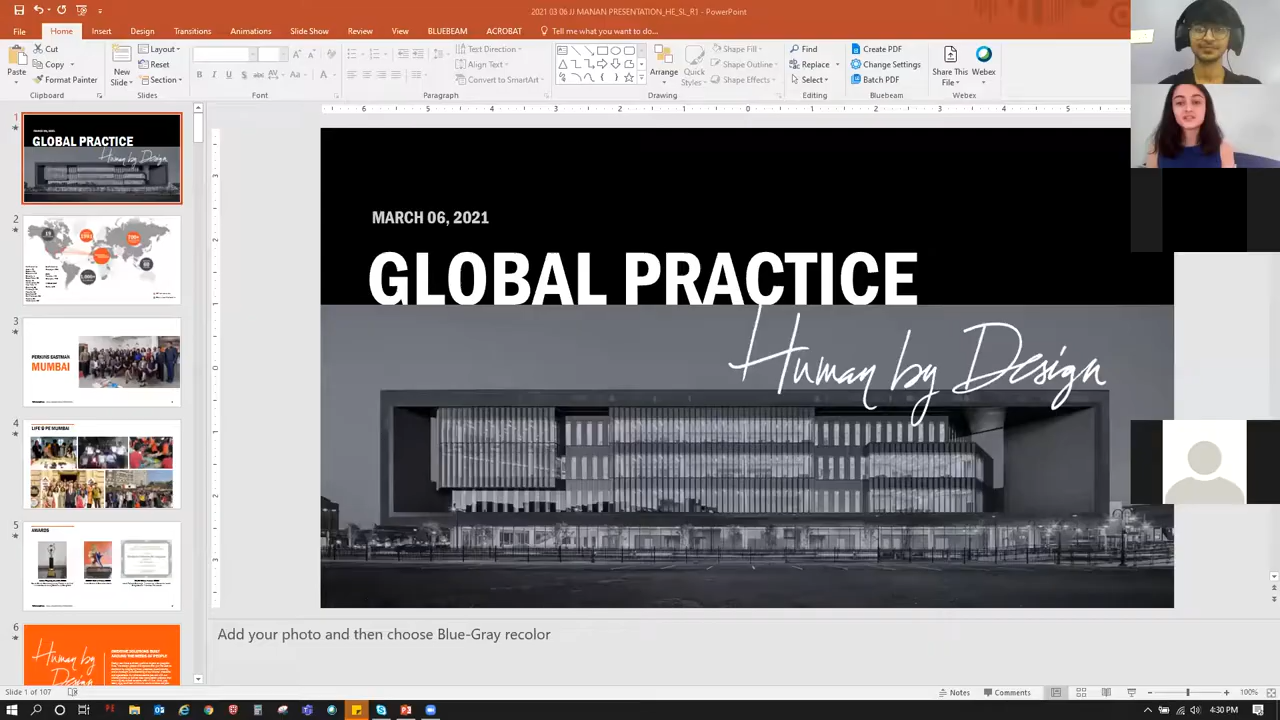 2021 03 06 JJ MANAN PRESENTATION_HE_SL_R1 - PowerPoint
File Home Insert Design Transitions Animations Slide Show Review View BLUEBEAM ACROBAT Tell me what you want to do...
Paste
Cut
Copy
Format Painter
Clipboard
New
Slide
Layout
Reset
Section
Slides
Font
Text Direction
Align Text
Convert to SmartArt
Paragraph
Arrange
Quick
Styles
Shape Fill
Shape Outline
Shape Effects
Drawing
Find
Replace
Select
Editing
Create PDF
Change Settings
Batch PDF
Bluebeam
Share This
File
Webex
Webex
1
GLOBAL PRACTICE
Human by Design
2
3
PERKINS EASTMAN
MUMBAI
4
LIFE @ PE MUMBAI
5
AWARDS
6
Human by
Design
MARCH 06, 2021
GLOBAL PRACTICE
Human by Design
Add your photo and then choose Blue-Gray recolor
Slide 1 of 107
Notes
Comments
100%
4:30 PM